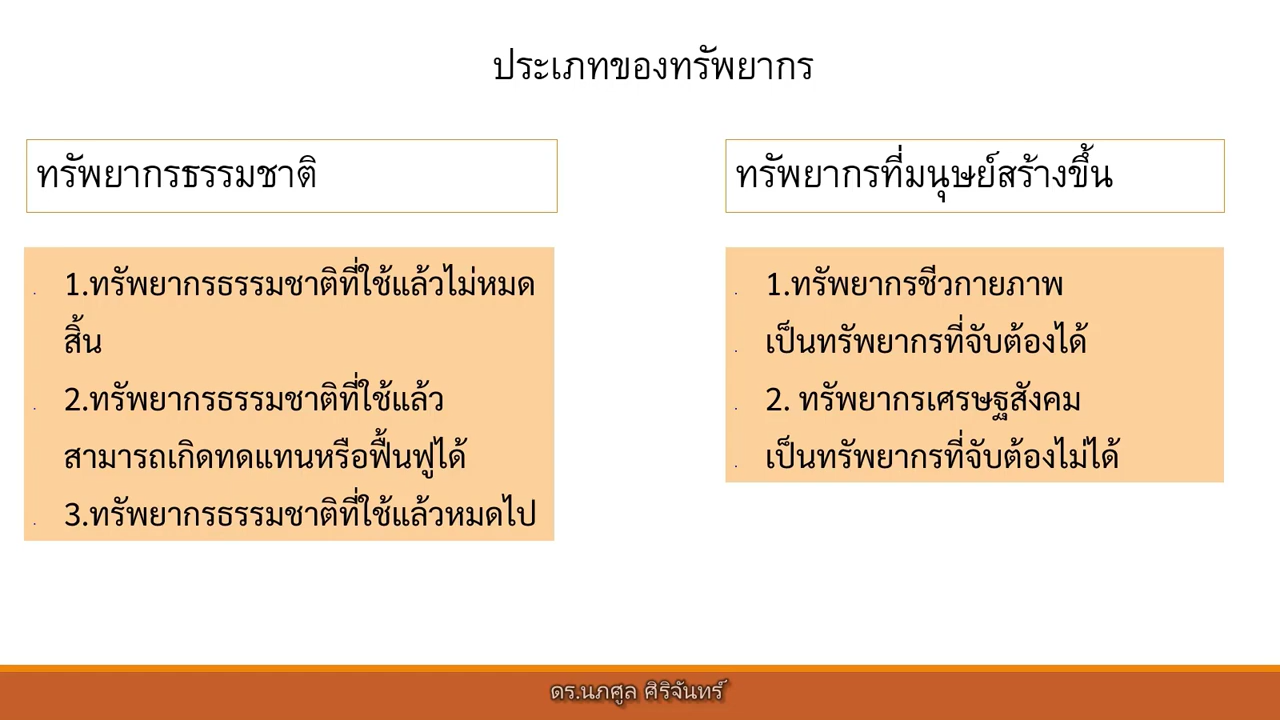 ประเภทของทรัพยากร
ทรัพยากรธรรมชาติ
1.ทรัพยากรธรรมชาติที่ใช้แล้วไม่หมด
สิ้น
2.ทรัพยากรธรรมชาติที่ใช้แล้ว
สามารถเกิดทดแทนหรือฟื้นฟูได้
3.ทรัพยากรธรรมชาติที่ใช้แล้วหมดไป
ทรัพยากรที่มนุษย์สร้างขึ้น
1.ทรัพยากรชีวกายภาพ
เป็นทรัพยากรที่จับต้องได้
2. ทรัพยากรเศรษฐสังคม
เป็นทรัพยากรที่จับต้องไม่ได้
ดร.นภศูล ศิริจันทร์